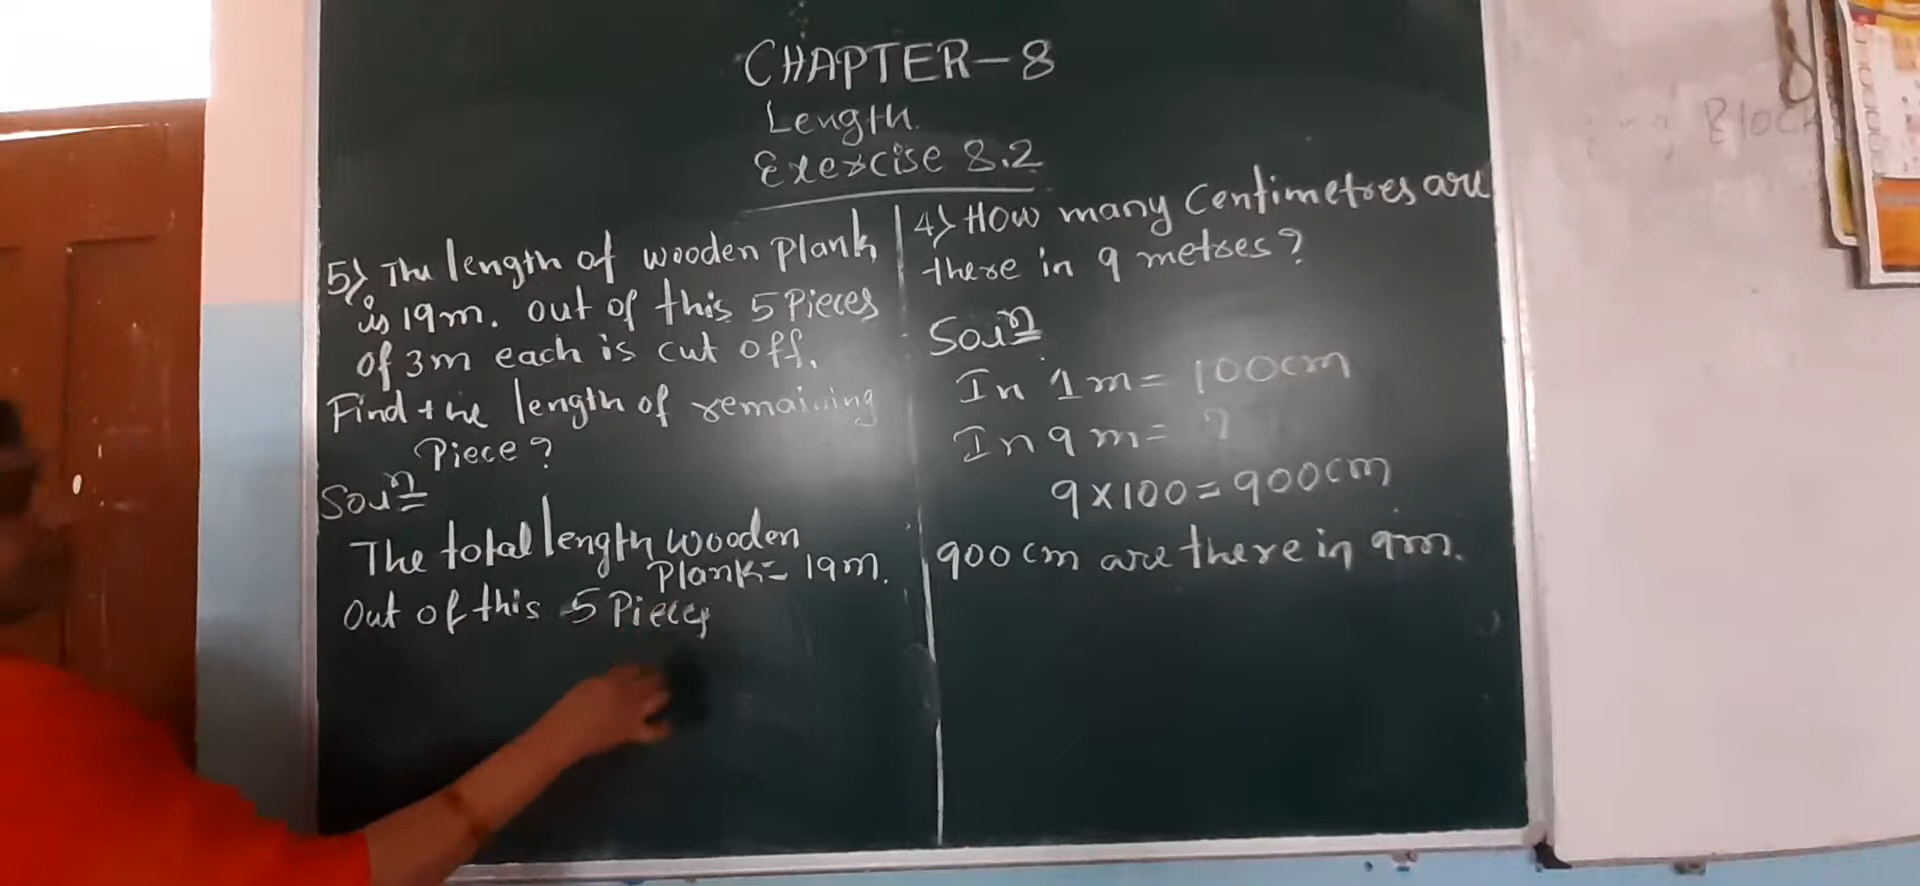 CHAPTER-8
Length.
Exercise 8.2
5) The length of wooden plank
is 19m. out of this 5 Pieces
of 3m each is cut off.
Find the length of remaining
Piece?
Soluⁿ
The total length wooden
Plank = 19m.
Out of this 5 Pieces
4) How many Centimetres are
there in 9 metres?
Soluⁿ
In 1m = 100cm
In 9m = ?
9x100=900cm
900cm are there in 9m.
Block